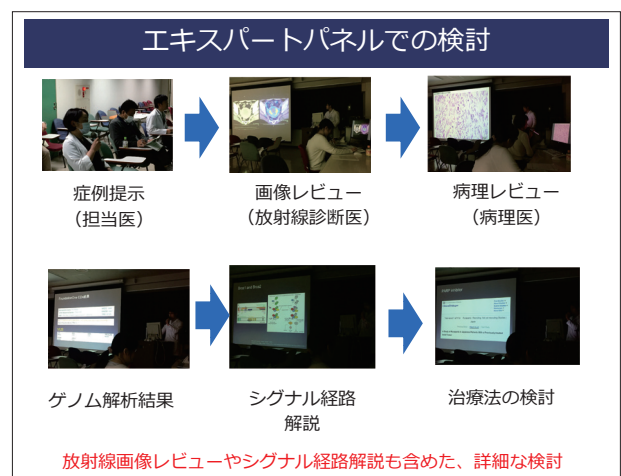 エキスパートパネルでの検討
症例提示
（担当医）
画像レビュー
（放射線診断医）
病理レビュー
（病理医）
ゲノム解析結果
シグナル経路
解説
治療法の検討
放射線画像レビューやシグナル経路解説も含めた、詳細な検討